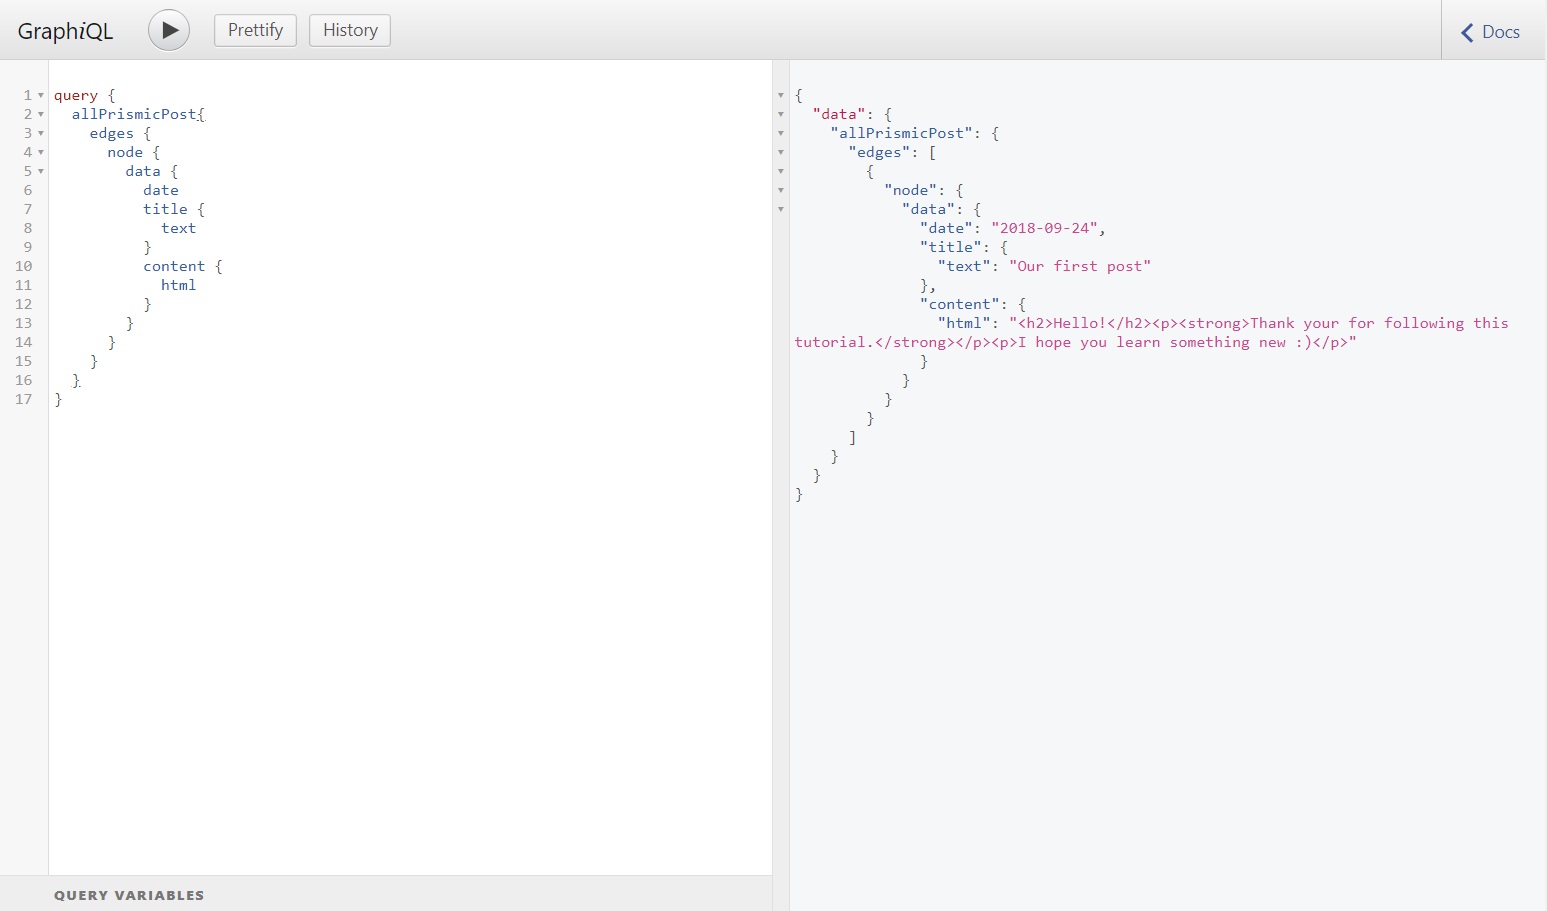 GraphiQL
Prettify
History
Docs
1 query {
2   allPrismicPost{
3     edges {
4       node {
5         data {
6           date
7           title {
8             text
9           }
10           content {
11             html
12           }
13         }
14       }
15     }
16   }
17 }
QUERY VARIABLES
{
  "data": {
    "allPrismicPost": {
      "edges": [
        {
          "node": {
            "data": {
              "date": "2018-09-24",
              "title": {
                "text": "Our first post"
              },
              "content": {
                "html": "<h2>Hello!</h2><p><strong>Thank your for following this
tutorial.</strong></p><p>I hope you learn something new :)</p>"
              }
            }
          }
        }
      ]
    }
  }
}